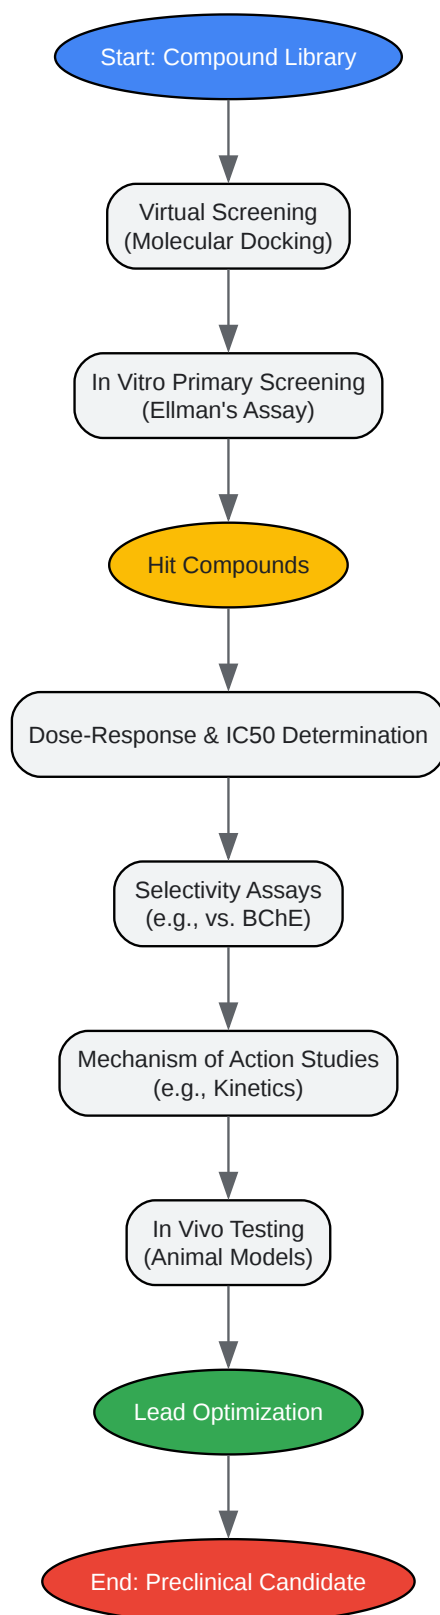 Start: Compound Library
Virtual Screening
(Molecular Docking)
In Vitro Primary Screening
(Ellman's Assay)
Hit Compounds
Dose-Response & IC50 Determination
Selectivity Assays
(e.g., vs. BChE)
Mechanism of Action Studies
(e.g., Kinetics)
In Vivo Testing
(Animal Models)
Lead Optimization
End: Preclinical Candidate